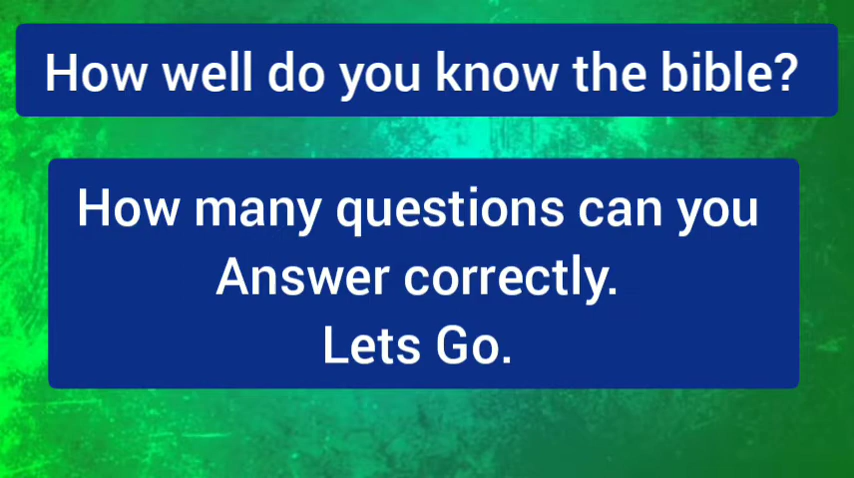 How well do you know the bible?
How many questions can you
Answer correctly.
Lets Go.